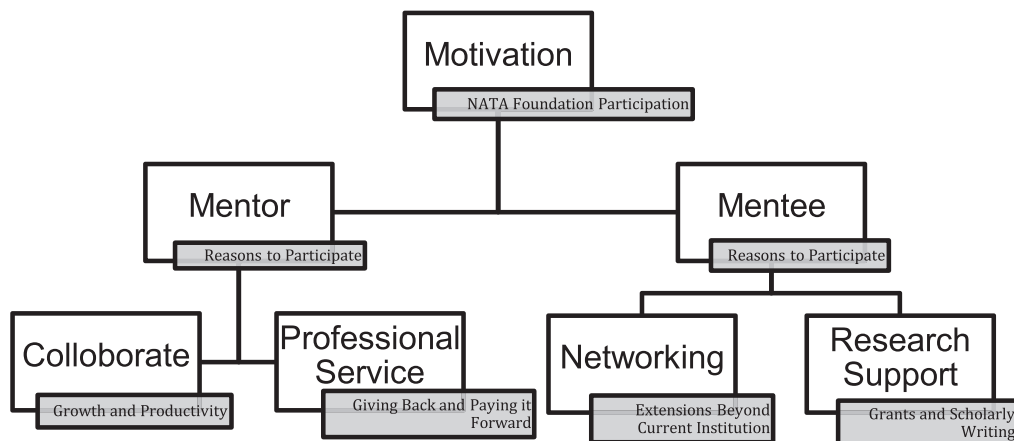 Motivation
NATA Foundation Participation
Mentor
Reasons to Participate
Mentee
Reasons to Participate
Colloborate
Growth and Productivity
Professional
Service
Giving Back and Paying it
Forward
Networking
Extensions Beyond
Current Institution
Research
Support
Grants and Scholarly
Writing